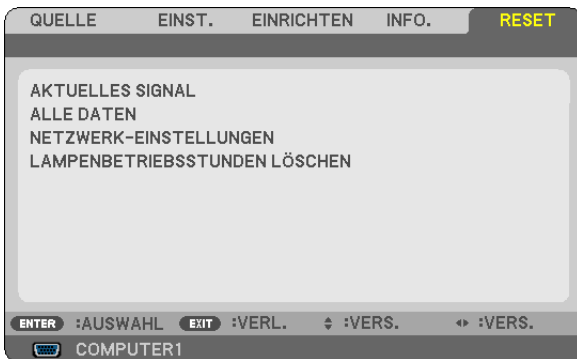 QUELLE EINST. EINRICHTEN INFO. RESET
AKTUELLES SIGNAL
ALLE DATEN
NETZWERK-EINSTELLUNGEN
LAMPENBETRIEBSSTUNDEN LÖSCHEN
ENTER :AUSWAHL EXIT :VERL. :VERS. :VERS.
COMPUTER1